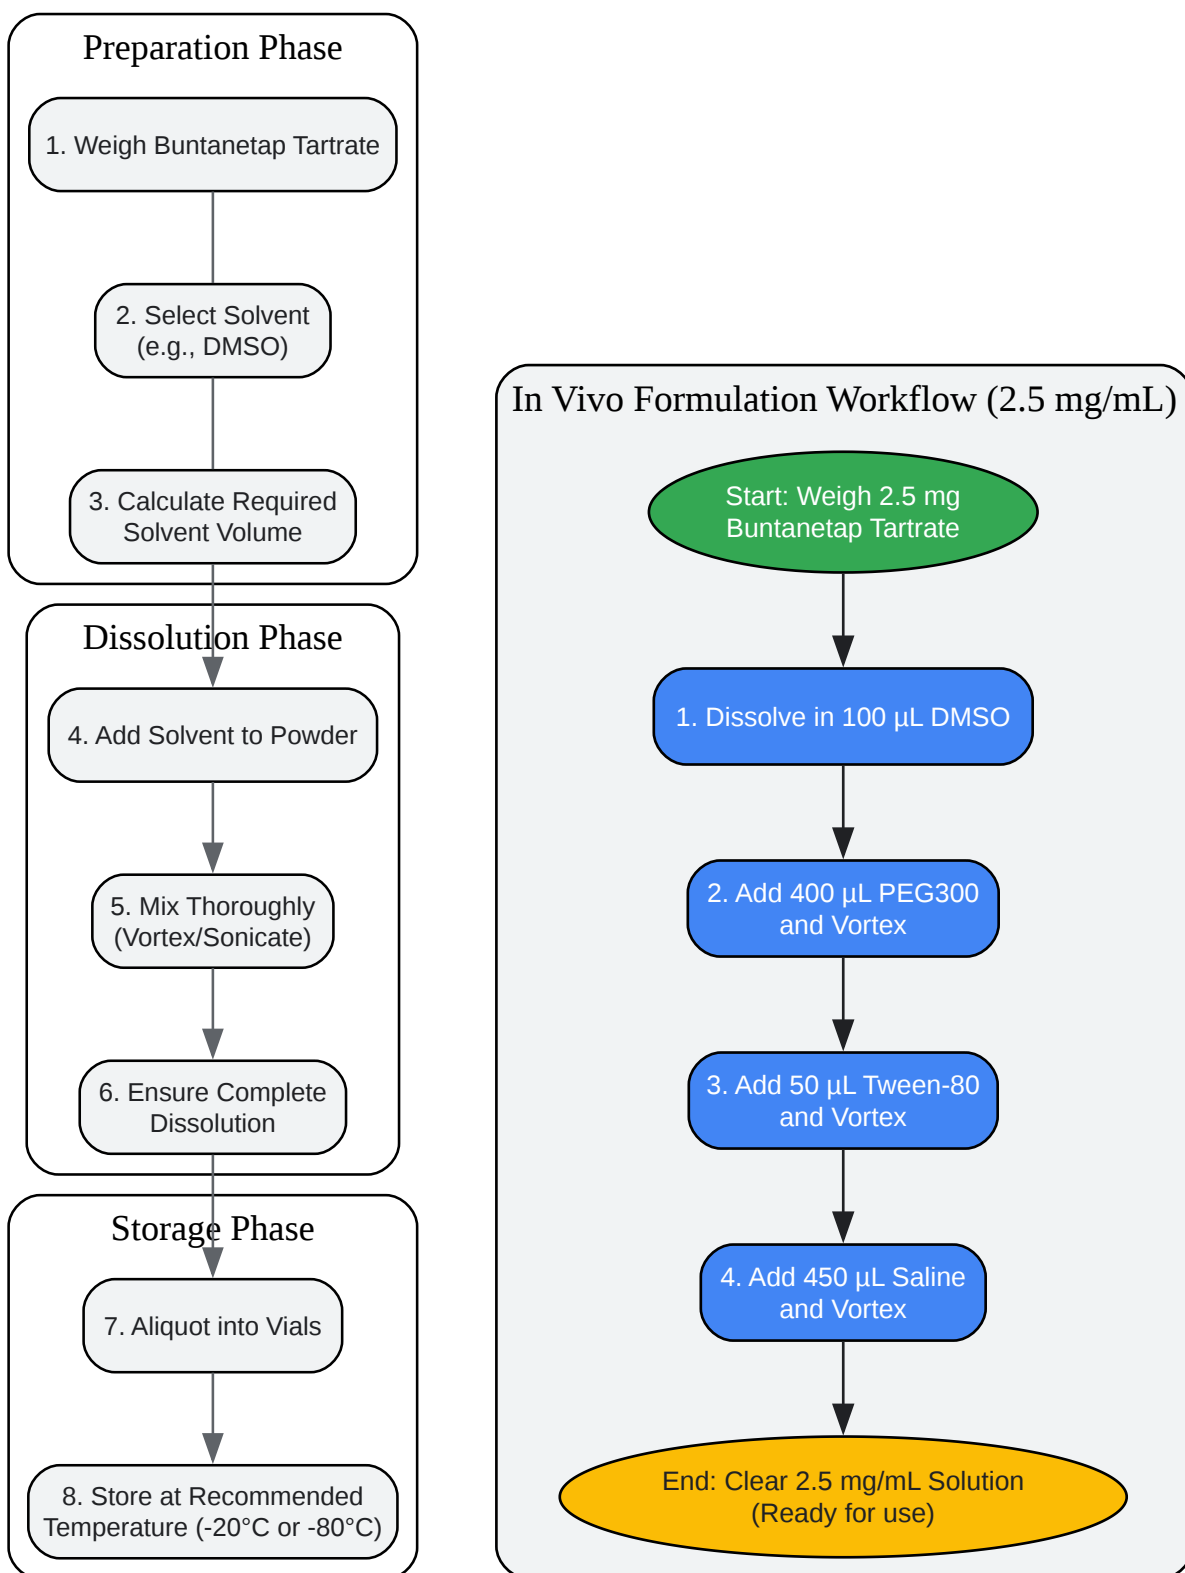 Preparation Phase
1. Weigh Buntanetap Tartrate
2. Select Solvent
(e.g., DMSO)
3. Calculate Required
Solvent Volume
Dissolution Phase
4. Add Solvent to Powder
5. Mix Thoroughly
(Vortex/Sonicate)
6. Ensure Complete
Dissolution
Storage Phase
7. Aliquot into Vials
8. Store at Recommended
Temperature (-20°C or -80°C)
In Vivo Formulation Workflow (2.5 mg/mL)
Start: Weigh 2.5 mg
Buntanetap Tartrate
1. Dissolve in 100 µL DMSO
2. Add 400 µL PEG300
and Vortex
3. Add 50 µL Tween-80
and Vortex
4. Add 450 µL Saline
and Vortex
End: Clear 2.5 mg/mL Solution
(Ready for use)